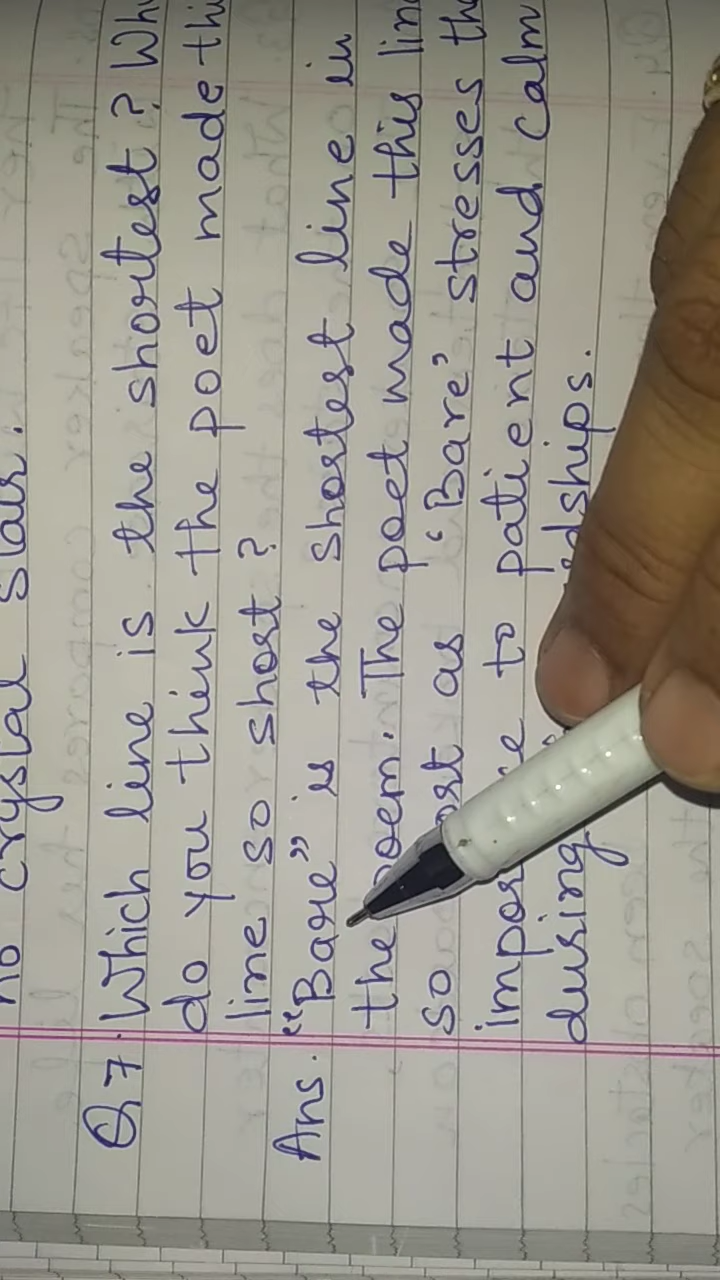 no crystal stair.
Q7. Which line is the shortest? Why
do you think the poet made this
line so short?
Ans. "Bare" is the shortest line in
the poem. The poet made this line
so as 'Bare' stresses the
to patient and calm
during